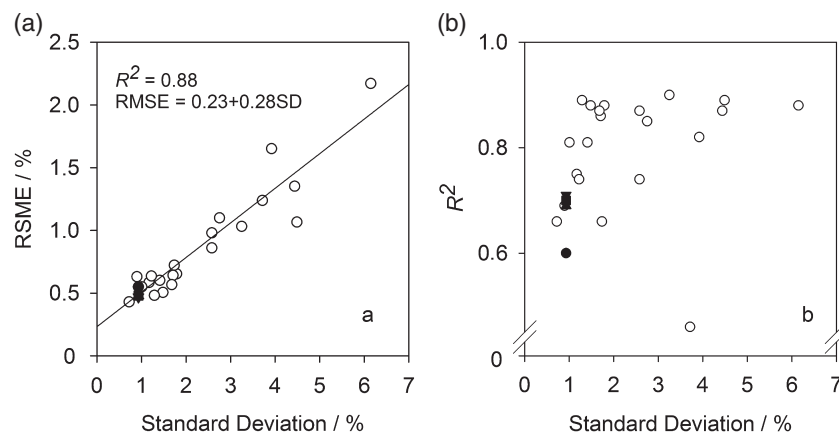 (a)
2.5
2.0
1.5
1.0
0.5
0
R² = 0.88
RMSE = 0.23+0.28SD
RSME / %
a
0 1 2 3 4 5 6 7
Standard Deviation / %
(b)
1.0
0.8
0.6
0
R²
b
0 1 2 3 4 5 6 7
Standard Deviation / %